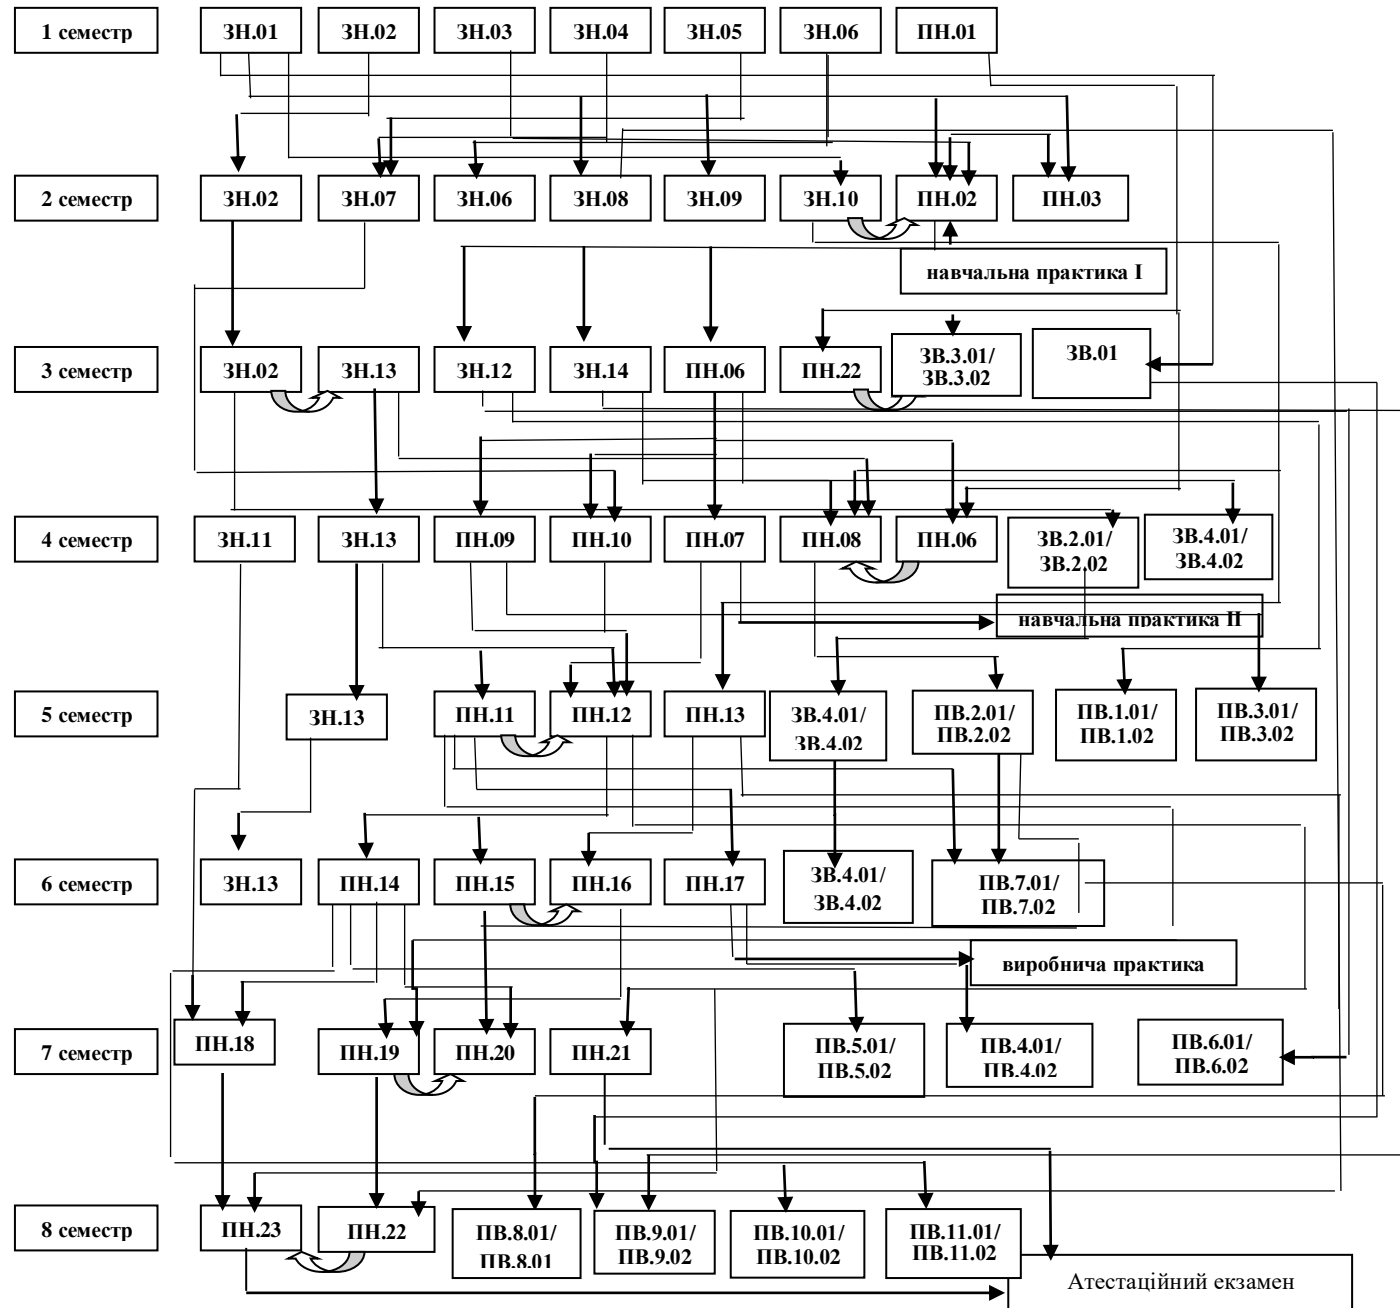 1 семестр
ЗН.01
ЗН.02
ЗН.03
ЗН.04
ЗН.05
ЗН.06
ПН.01
2 семестр
ЗН.02
ЗН.07
ЗН.06
ЗН.08
ЗН.09
ЗН.10
ПН.02
ПН.03
навчальна практика І
3 семестр
ЗН.02
ЗН.13
ЗН.12
ЗН.14
ПН.06
ПН.22
ЗВ.3.01/
ЗВ.3.02
ЗВ.01
4 семестр
ЗН.11
ЗН.13
ПН.09
ПН.10
ПН.07
ПН.08
ПН.06
ЗВ.2.01/
ЗВ.2.02
ЗВ.4.01/
ЗВ.4.02
навчальна практика ІІ
5 семестр
ЗН.13
ПН.11
ПН.12
ПН.13
ЗВ.4.01/
ЗВ.4.02
ПВ.2.01/
ПВ.2.02
ПВ.1.01/
ПВ.1.02
ПВ.3.01/
ПВ.3.02
6 семестр
ЗН.13
ПН.14
ПН.15
ПН.16
ПН.17
ЗВ.4.01/
ЗВ.4.02
ПВ.7.01/
ПВ.7.02
виробнича практика
7 семестр
ПН.18
ПН.19
ПН.20
ПН.21
ПВ.5.01/
ПВ.5.02
ПВ.4.01/
ПВ.4.02
ПВ.6.01/
ПВ.6.02
8 семестр
ПН.23
ПН.22
ПВ.8.01/
ПВ.8.01
ПВ.9.01/
ПВ.9.02
ПВ.10.01/
ПВ.10.02
ПВ.11.01/
ПВ.11.02
Атестаційний екзамен